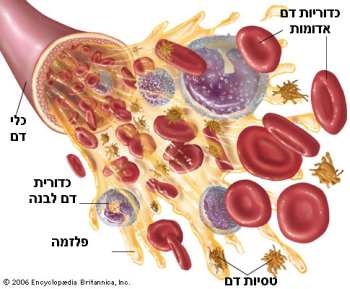 כדוריות דם
אדומות
כלי
דם
כדורית
דם לבנה
פלזמה
טסיות דם
© 2006 Encyclopædia Britannica, Inc.